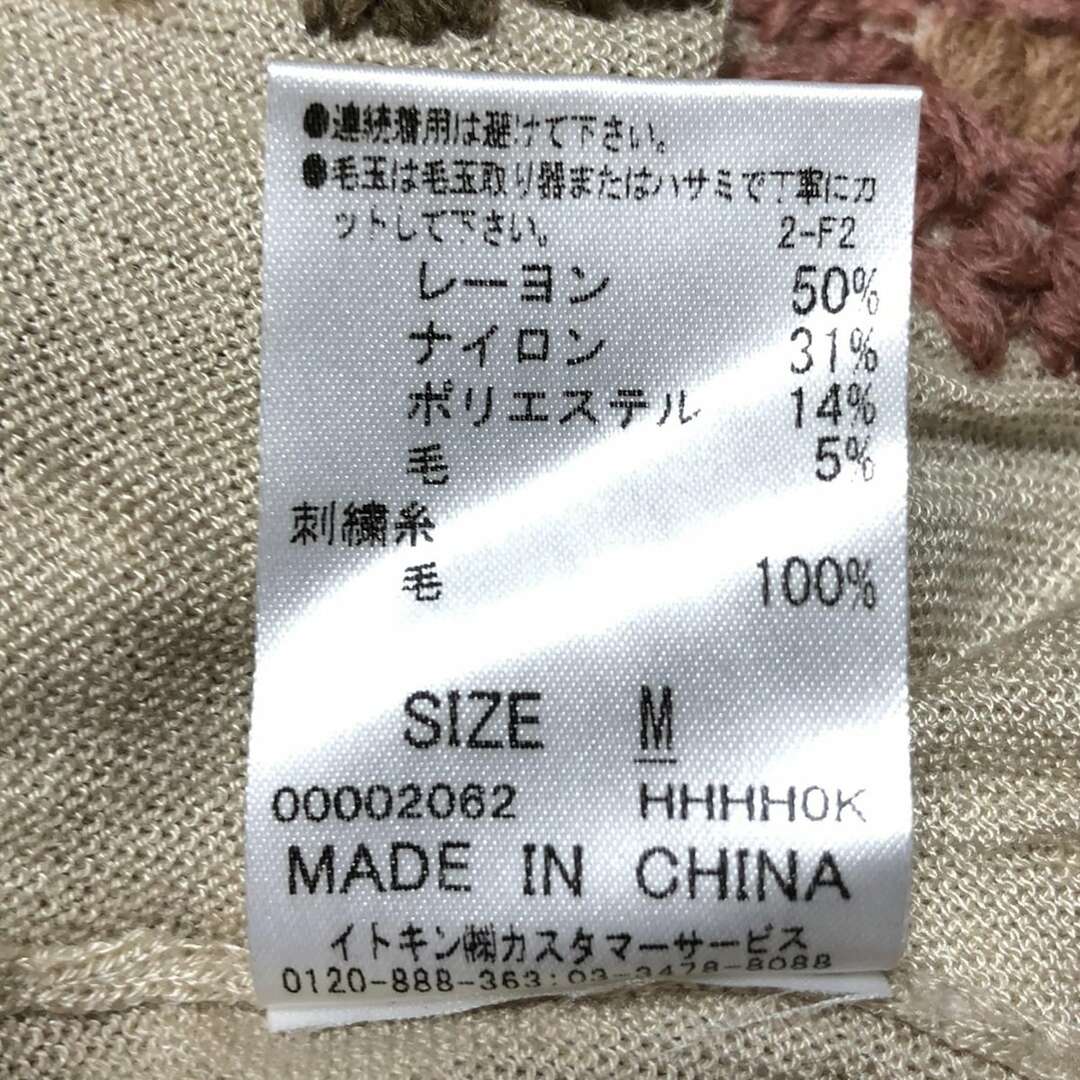 ●連続着用は避けて下さい。
●毛玉は毛玉取り器またはハサミで丁寧にカ
ットして下さい。 2-F2
レーヨン 50%
ナイロン 31%
ポリエステル 14%
毛 5%
刺繍糸
毛 100%
SIZE M
00002062 HHHHOK
MADE IN CHINA
イトキン㈱カスタマーサービス
0120-888-363:03-3478-8088